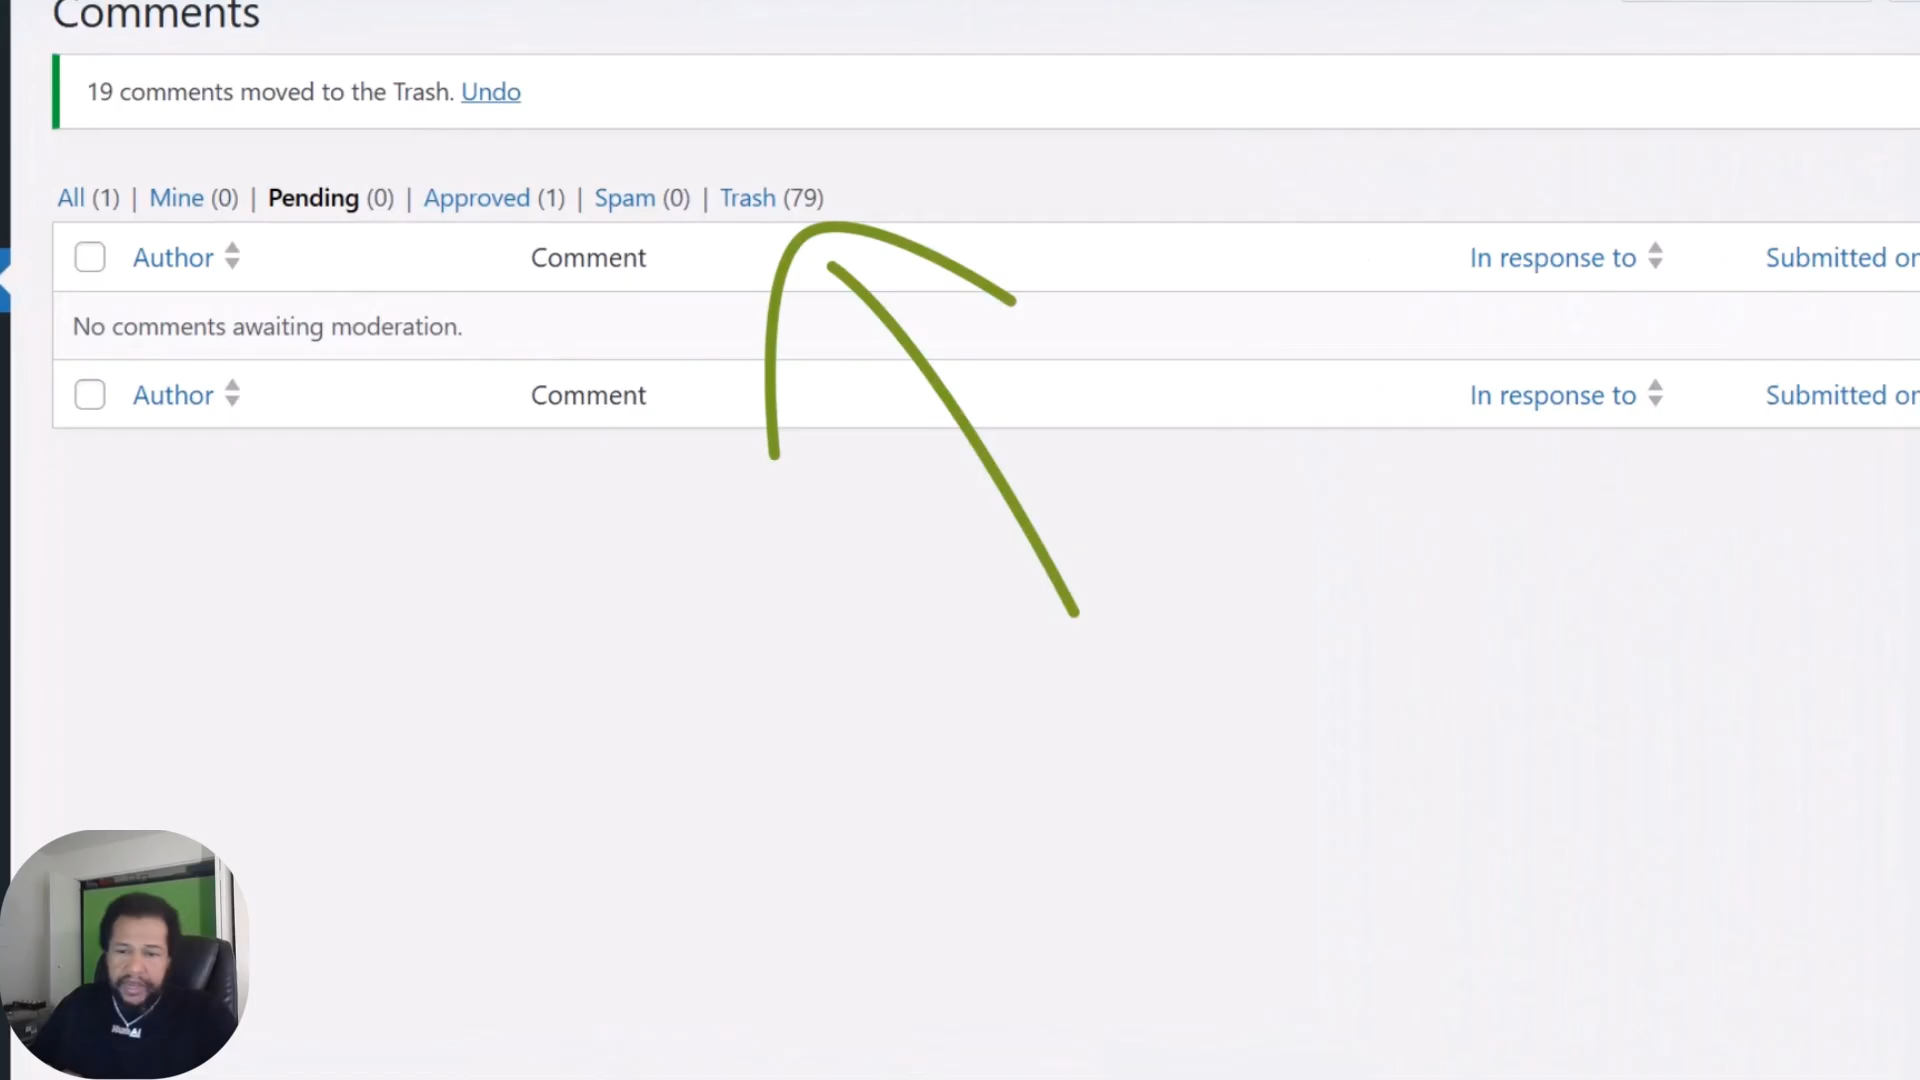 Comments
19 comments moved to the Trash. Undo
All (1) | Mine (0) | Pending (0) | Approved (1) | Spam (0) | Trash (79)
Author Comment In response to Submitted on
No comments awaiting moderation.
Author Comment In response to Submitted on